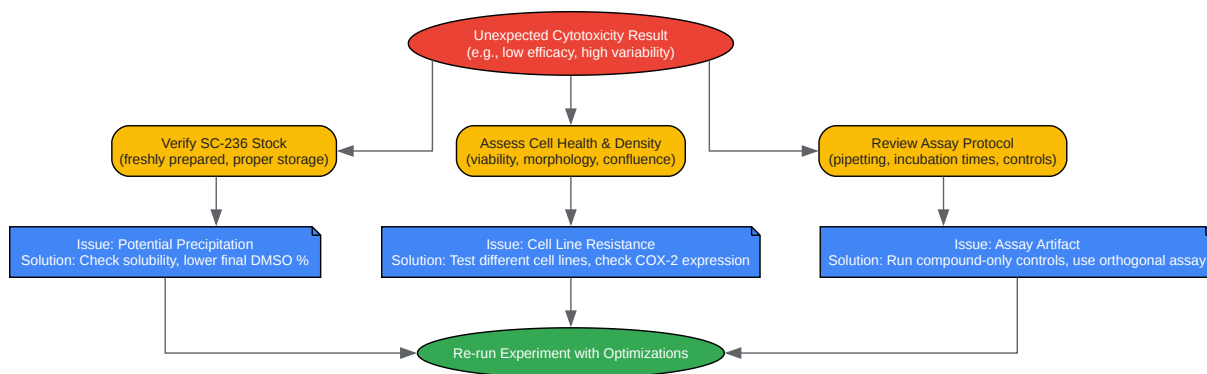 Unexpected Cytotoxicity Result
(e.g., low efficacy, high variability)
Verify SC-236 Stock
(freshly prepared, proper storage)
Assess Cell Health & Density
(viability, morphology, confluence)
Review Assay Protocol
(pipetting, incubation times, controls)
Issue: Potential Precipitation
Solution: Check solubility, lower final DMSO %
Issue: Cell Line Resistance
Solution: Test different cell lines, check COX-2 expression
Issue: Assay Artifact
Solution: Run compound-only controls, use orthogonal assay
Re-run Experiment with Optimizations